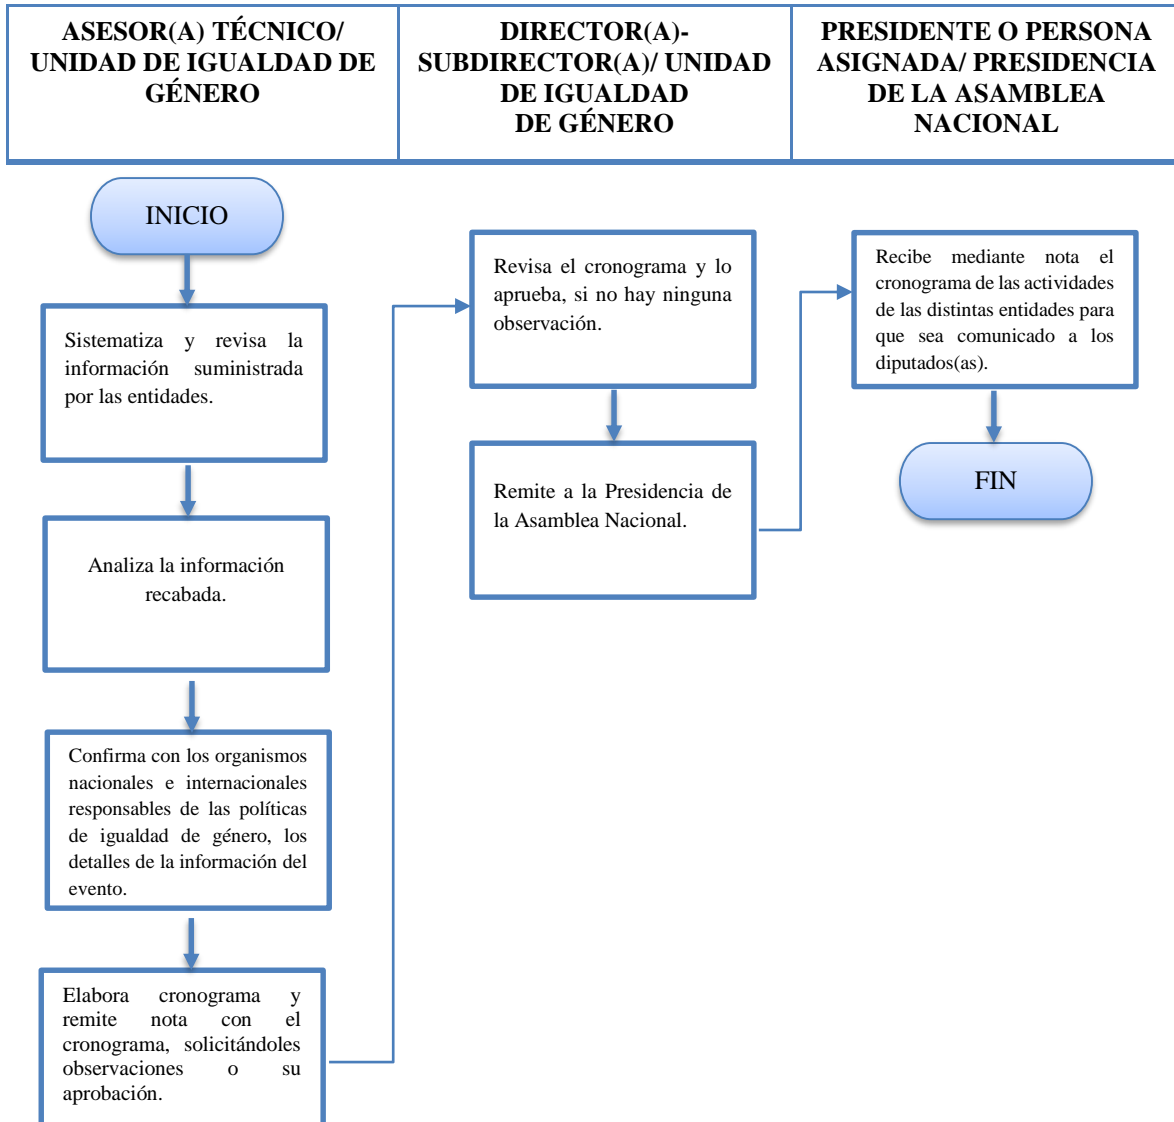 ASESOR(A) TÉCNICO/
UNIDAD DE IGUALDAD DE
GÉNERO
DIRECTOR(A)-
SUBDIRECTOR(A)/ UNIDAD
DE IGUALDAD
DE GÉNERO
PRESIDENTE O PERSONA
ASIGNADA/ PRESIDENCIA
DE LA ASAMBLEA
NACIONAL
INICIO
Sistematiza y revisa la
información suministrada
por las entidades.
Analiza la información
recabada.
Confirma con los organismos
nacionales e internacionales
responsables de las políticas
de igualdad de género, los
detalles de la información del
evento.
Elabora cronograma y
remite nota con el
cronograma, solicitándoles
observaciones o su
aprobación.
Revisa el cronograma y lo
aprueba, si no hay ninguna
observación.
Remite a la Presidencia de
la Asamblea Nacional.
Recibe mediante nota el
cronograma de las actividades
de las distintas entidades para
que sea comunicado a los
diputados(as).
FIN